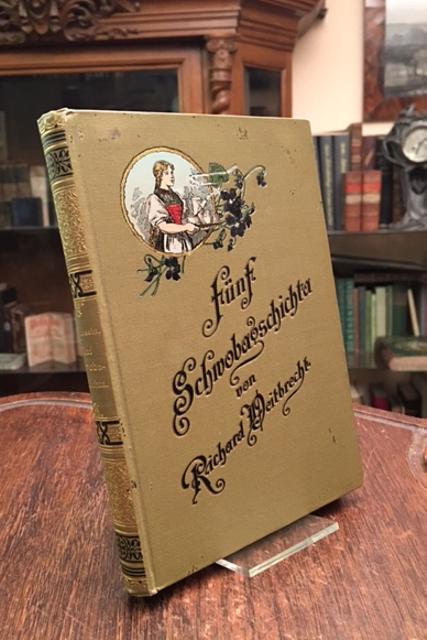 Fünf
Schwobagschichta
von
Richard Weitbrecht.